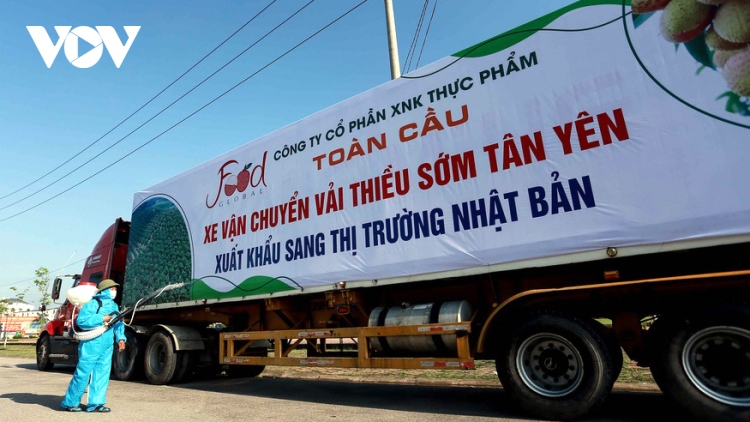 VOV
CÔNG TY CỔ PHẦN XNK THỰC PHẨM
TOÀN CẦU
Food
GLOBAL
XE VẬN CHUYỂN VẢI THIỀU SỚM TÂN YÊN
XUẤT KHẨU SANG THỊ TRƯỜNG NHẬT BẢN